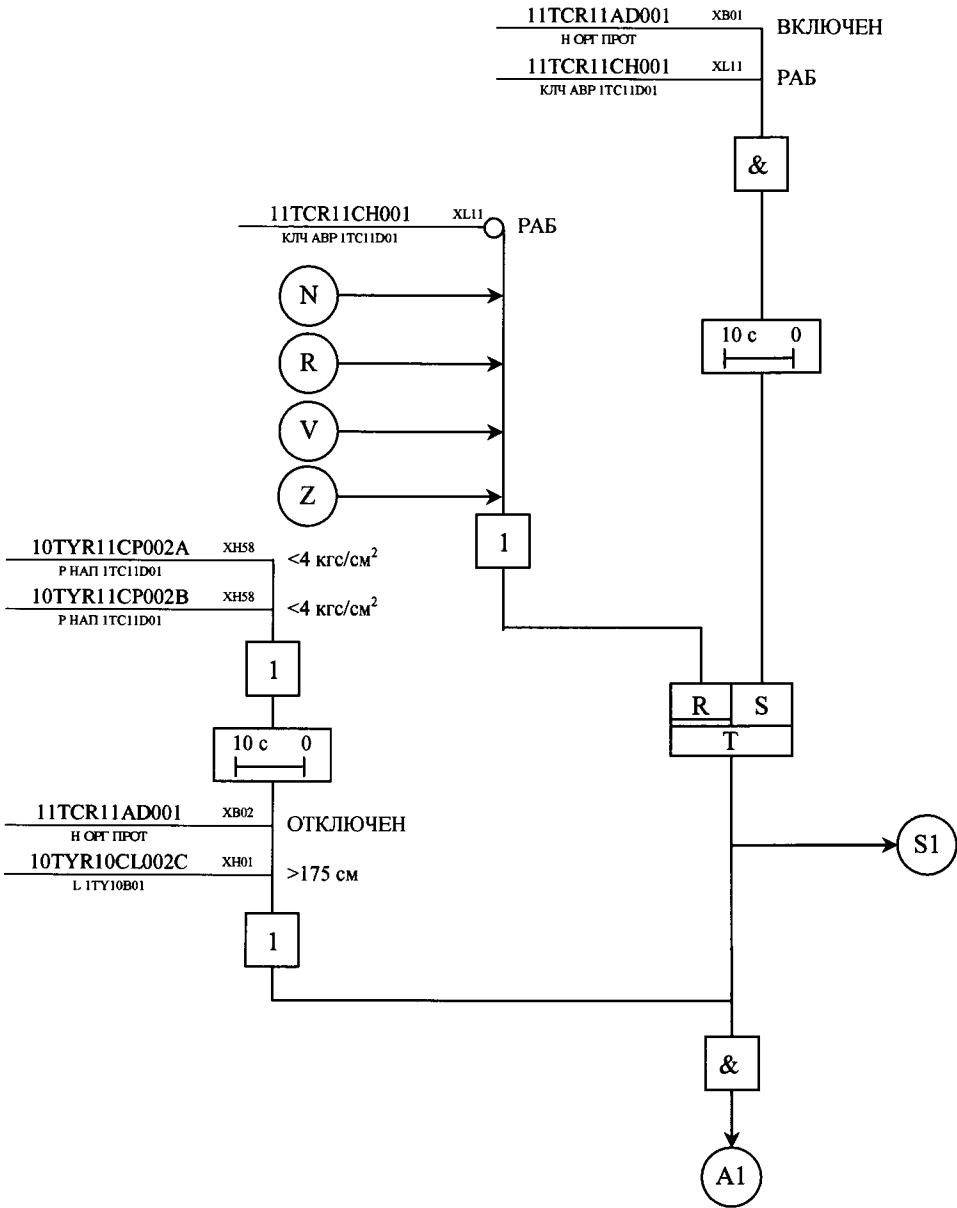 11TCR11AD001 XB01 ВКЛЮЧЕН
Н ОРГ ПРОТ
11TCR11CH001 XL11 РАБ
КЛЧ АВР 1TC11D01
&
11TCR11CH001 XL11 РАБ
КЛЧ АВР 1TC11D01
N
10 с 0
R
V
Z
1
10TYR11CP002A XH58 <4 кгс/см²
Р НАП 1TC11D01
10TYR11CP002B XH58 <4 кгс/см²
Р НАП 1TC11D01
1
R S
T
10 с 0
11TCR11AD001 XB02 ОТКЛЮЧЕН
Н ОРГ ПРОТ
S1
10TYR10CL002C XH01 >175 см
L 1TY10B01
1
&
A1